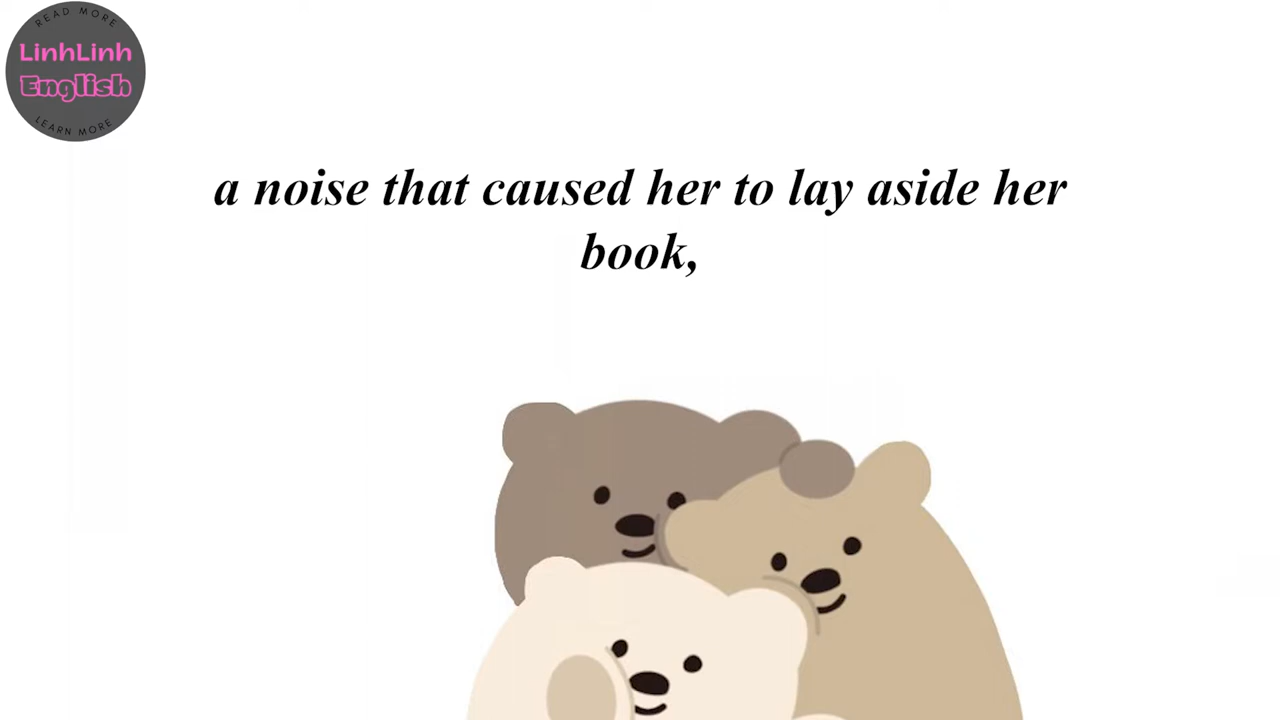 READ MORE
LinhLinh
English
LEARN MORE
a noise that caused her to lay aside her
book,